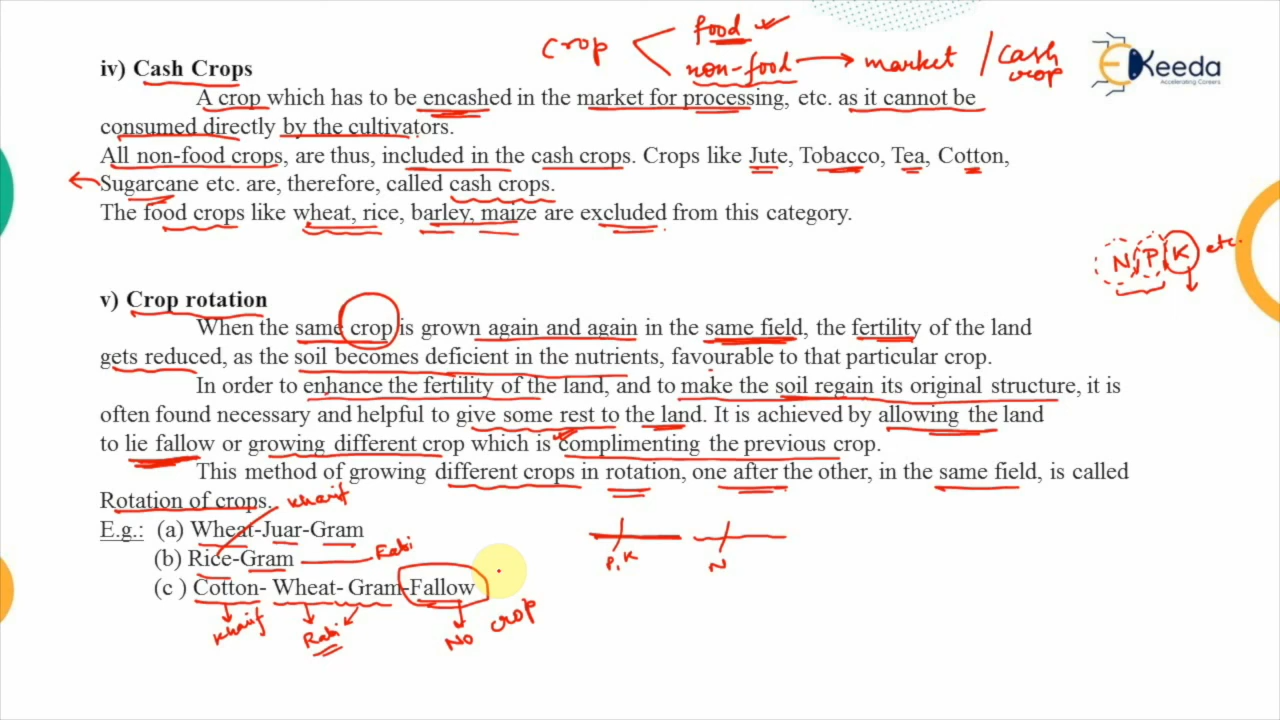 crop < food ✓
non-food → market / cash crop
EKeeda
Accelerating Careers
iv) Cash Crops
A crop which has to be encashed in the market for processing, etc. as it cannot be
consumed directly by the cultivators.
All non-food crops, are thus, included in the cash crops. Crops like Jute, Tobacco, Tea, Cotton,
Sugarcane etc. are, therefore, called cash crops.
The food crops like wheat, rice, barley, maize are excluded from this category.
N P K etc.
v) Crop rotation
When the same crop is grown again and again in the same field, the fertility of the land
gets reduced, as the soil becomes deficient in the nutrients, favourable to that particular crop.
In order to enhance the fertility of the land, and to make the soil regain its original structure, it is
often found necessary and helpful to give some rest to the land. It is achieved by allowing the land
to lie fallow or growing different crop which is complimenting the previous crop.
This method of growing different crops in rotation, one after the other, in the same field, is called
Rotation of crops.
Kharif
E.g.: (a) Wheat-Juar-Gram
(b) Rice-Gram
Rabi
P, K
N
(c ) Cotton- Wheat- Gram-Fallow
Kharif
Rabi
No crop